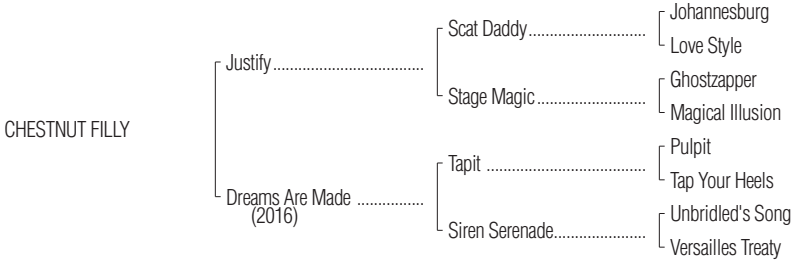 Johannesburg
Scat Daddy..............................
Love Style
Justify...................................
Ghostzapper
Stage Magic............................
Magical Illusion
CHESTNUT FILLY
Pulpit
Tapit ........................................
Tap Your Heels
Dreams Are Made ................
(2016)
Unbridled's Song
Siren Serenade.......................
Versailles Treaty